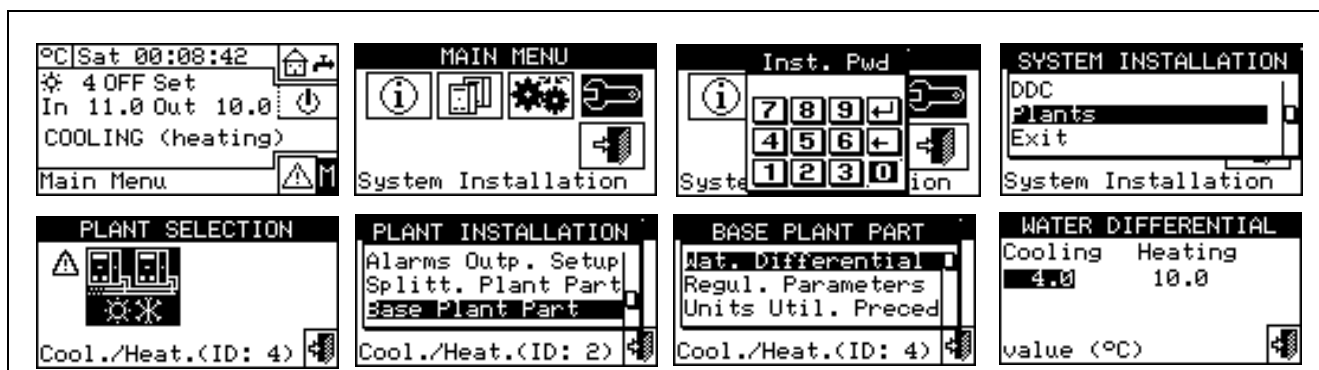 ºC Sat 00:08:42
4 OFF Set
In 11.0 Out 10.0
COOLING (heating)
Main Menu M
MAIN MENU
i
System Installation
Inst. Pwd
i
7 8 9
4 5 6
1 2 3 0
Syste ion
SYSTEM INSTALLATION
DDC
Plants
Exit
System Installation
PLANT SELECTION
Cool./Heat.(ID: 4)
PLANT INSTALLATION
Alarms Outp. Setup
Splitt. Plant Part
Base Plant Part
Cool./Heat.(ID: 2)
BASE PLANT PART
Wat. Differential
Regul. Parameters
Units Util. Preced
Cool./Heat.(ID: 4)
WATER DIFFERENTIAL
Cooling Heating
4.0 10.0
value (ºC)